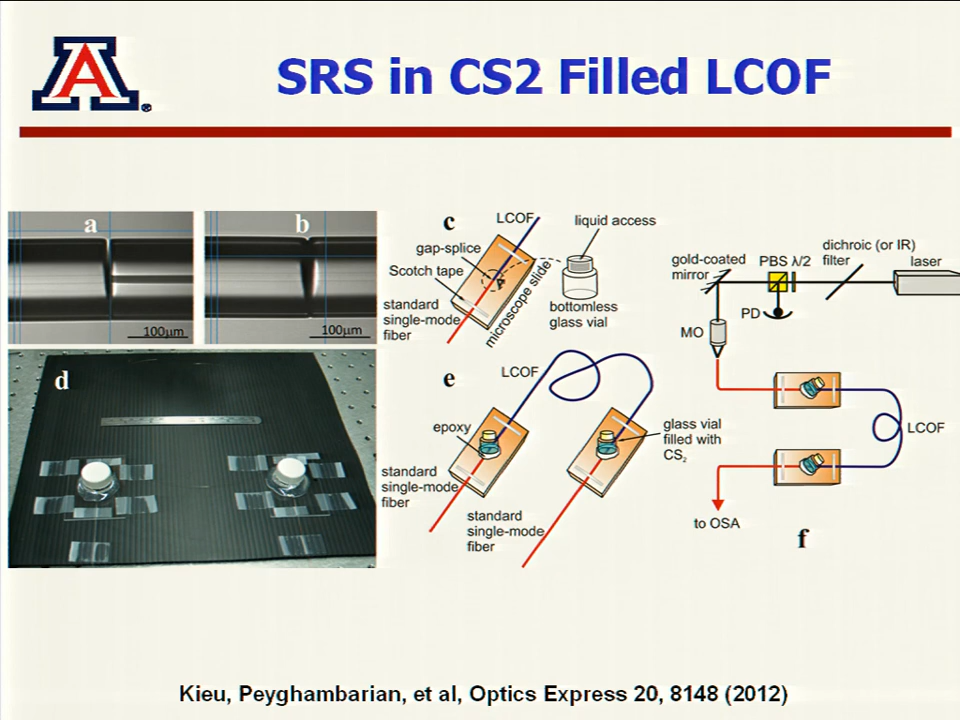 A
®
SRS in CS2 Filled LCOF
a
100µm
b
100µm
c
LCOF
gap-splice
Scotch tape
standard
single-mode
fiber
microscope slide
liquid access
bottomless
glass vial
d
e
LCOF
epoxy
standard
single-mode
fiber
standard
single-mode
fiber
glass vial
filled with
CS₂
gold-coated
mirror
PBS λ/2
dichroic (or IR)
filter
laser
PD
MO
LCOF
to OSA
f
Kieu, Peyghambarian, et al, Optics Express 20, 8148 (2012)